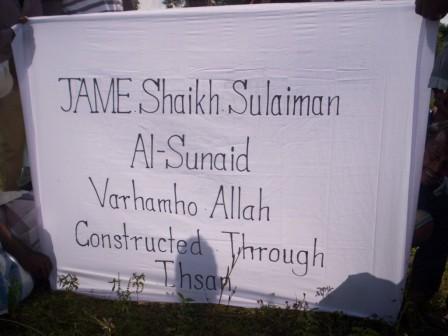 JAME Shaikh Sulaiman
Al-Sunaid
Varhamho Allah
Constructed Through
Ihsan